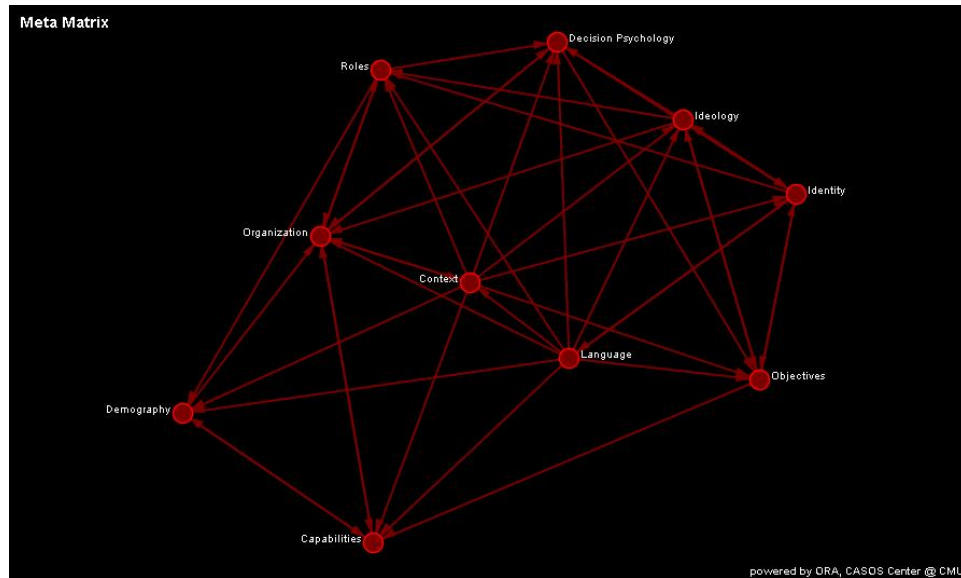 Meta Matrix
Decision Psychology
Roles
Ideology
Identity
Organization
Context
Language
Objectives
Demography
Capabilities
powered by ORA, CASOS Center @ CMU